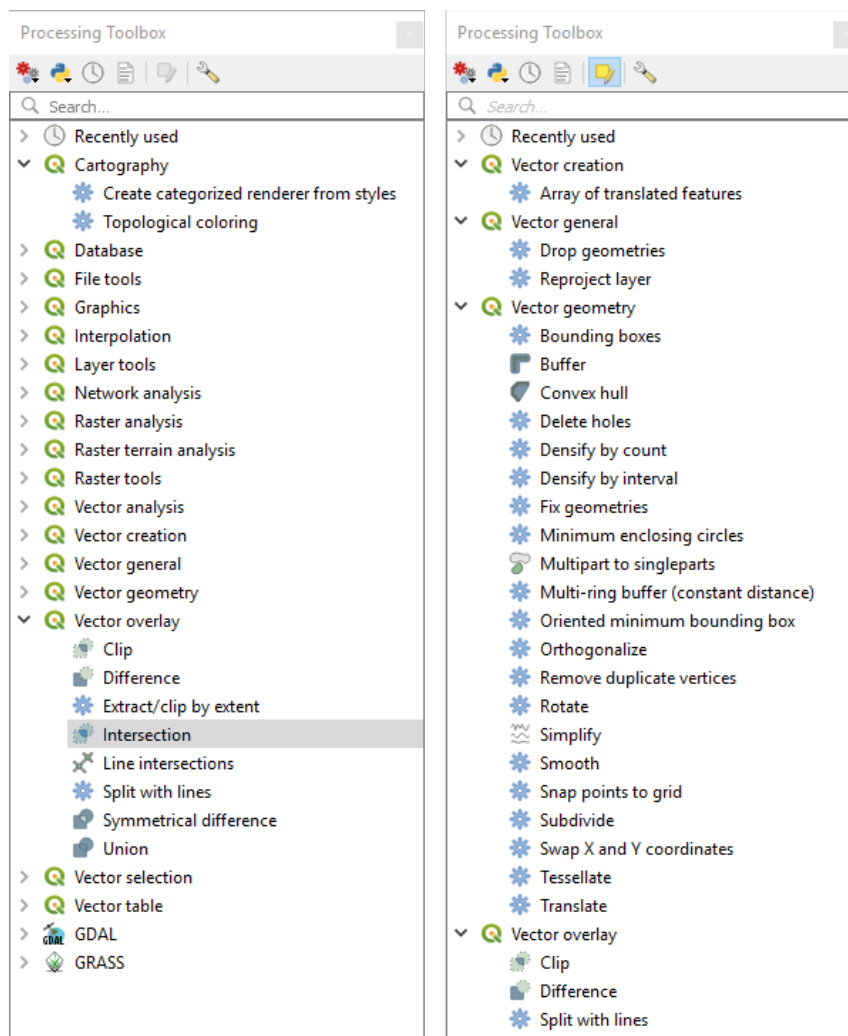 Processing Toolbox
x
Search...
Recently used
Cartography
Create categorized renderer from styles
Topological coloring
Database
File tools
Graphics
Interpolation
Layer tools
Network analysis
Raster analysis
Raster terrain analysis
Raster tools
Vector analysis
Vector creation
Vector general
Vector geometry
Vector overlay
Clip
Difference
Extract/clip by extent
Intersection
Line intersections
Split with lines
Symmetrical difference
Union
Vector selection
Vector table
GDAL
GDAL
GRASS
Processing Toolbox
Search...
Recently used
Vector creation
Array of translated features
Vector general
Drop geometries
Reproject layer
Vector geometry
Bounding boxes
Buffer
Convex hull
Delete holes
Densify by count
Densify by interval
Fix geometries
Minimum enclosing circles
Multipart to singleparts
Multi-ring buffer (constant distance)
Oriented minimum bounding box
Orthogonalize
Remove duplicate vertices
Rotate
Simplify
Smooth
Snap points to grid
Subdivide
Swap X and Y coordinates
Tessellate
Translate
Vector overlay
Clip
Difference
Split with lines